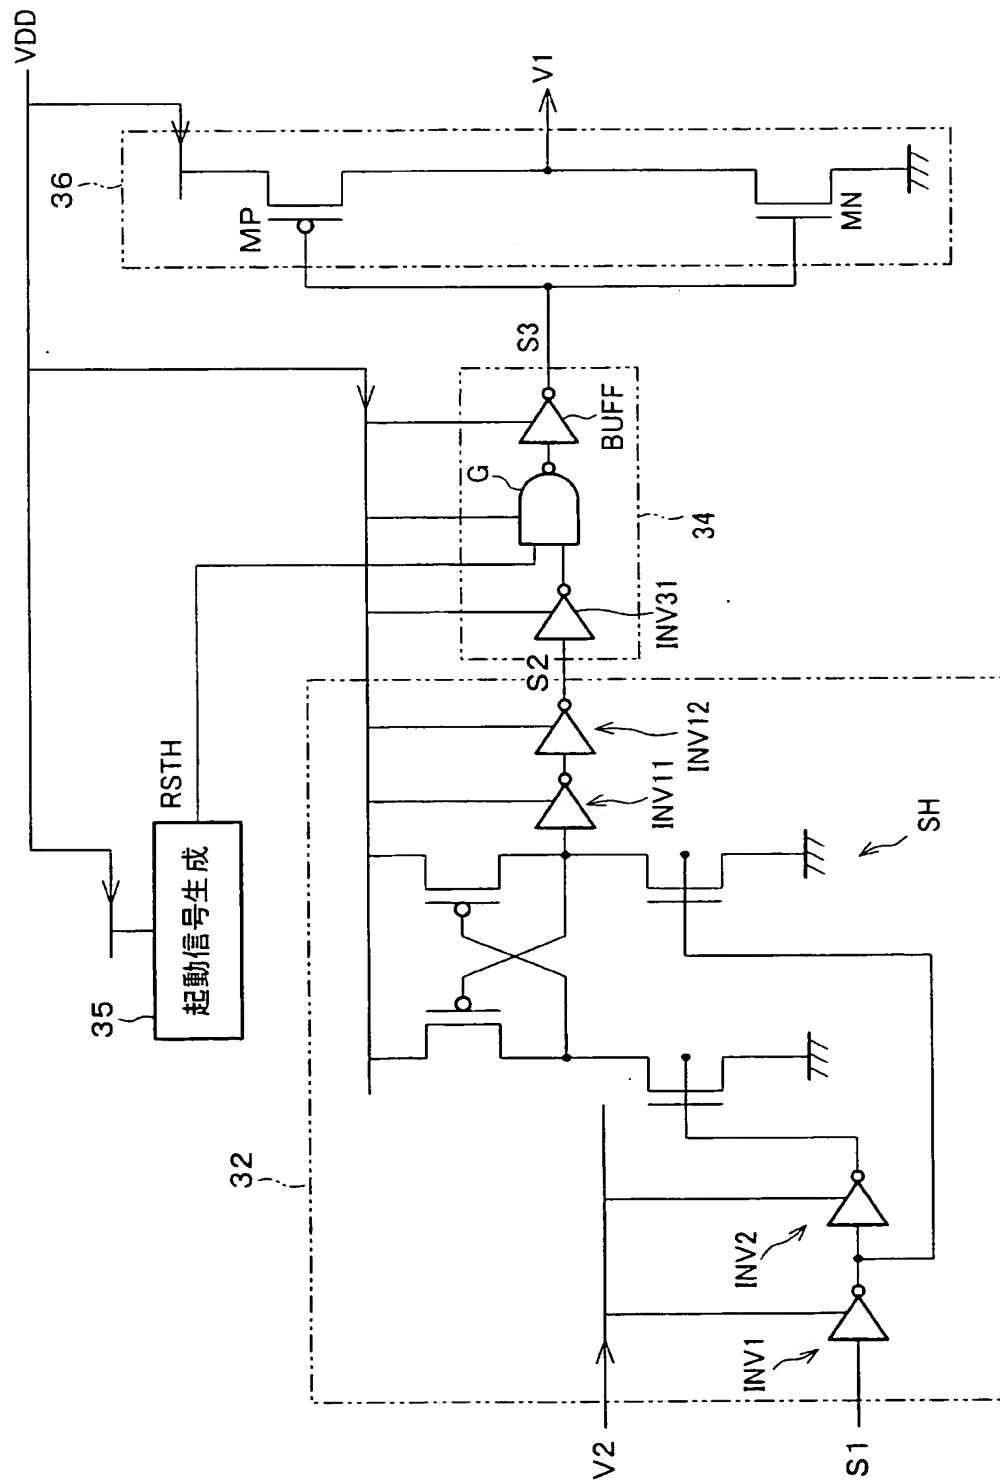 VDD
36
MP
V1
MN
S3
G
BUFF
34
INV31
S2
RSTH
35
起動信号生成
INV12
INV11
SH
32
INV2
INV1
V2
S1